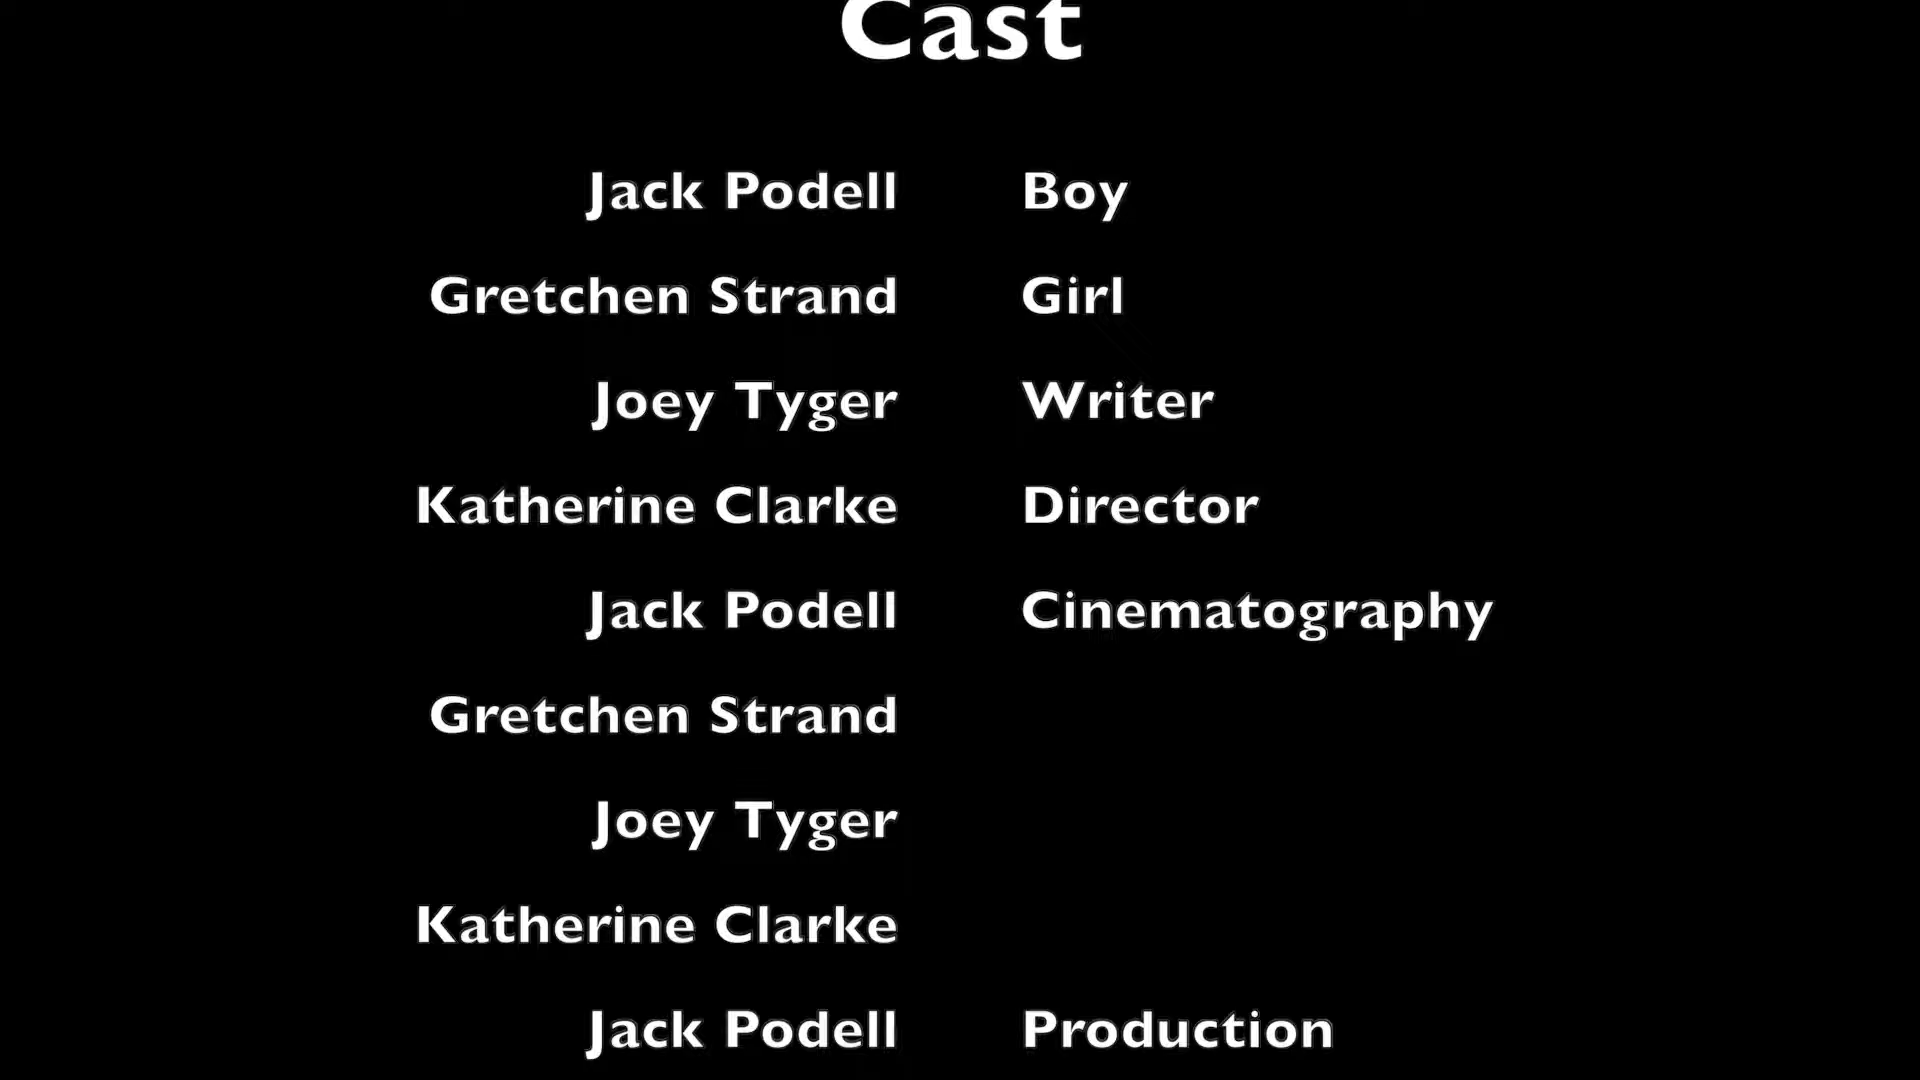 Cast
Jack Podell Boy
Gretchen Strand Girl
Joey Tyger Writer
Katherine Clarke Director
Jack Podell Cinematography
Gretchen Strand
Joey Tyger
Katherine Clarke
Jack Podell Production